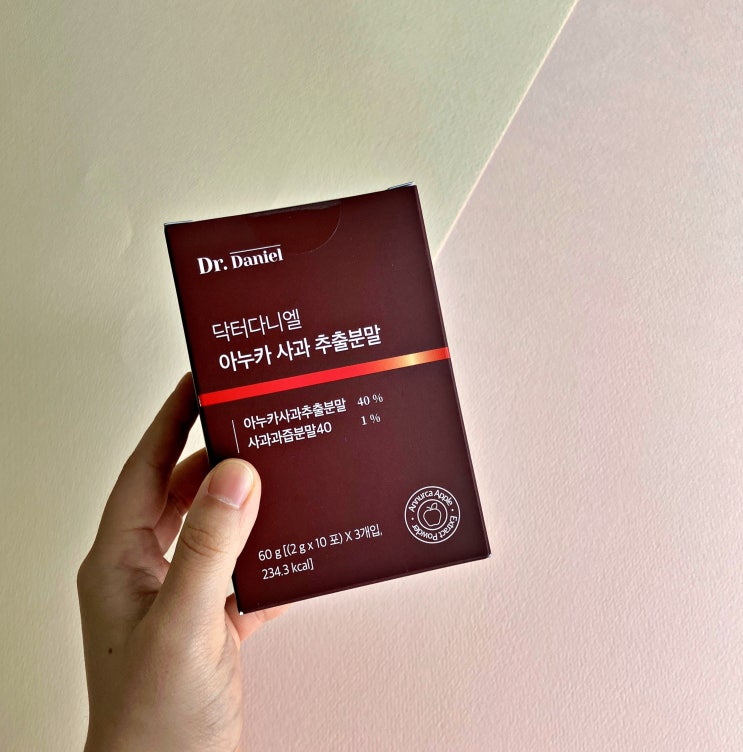 Dr. Daniel
닥터다니엘
아누카 사과 추출분말
아누카사과추출분말 40 %
사과과즙분말40 1 %
Annurca Apple · Extract Powder ·
60 g [(2 g x 10 포) X 3개입,
234.3 kcal]